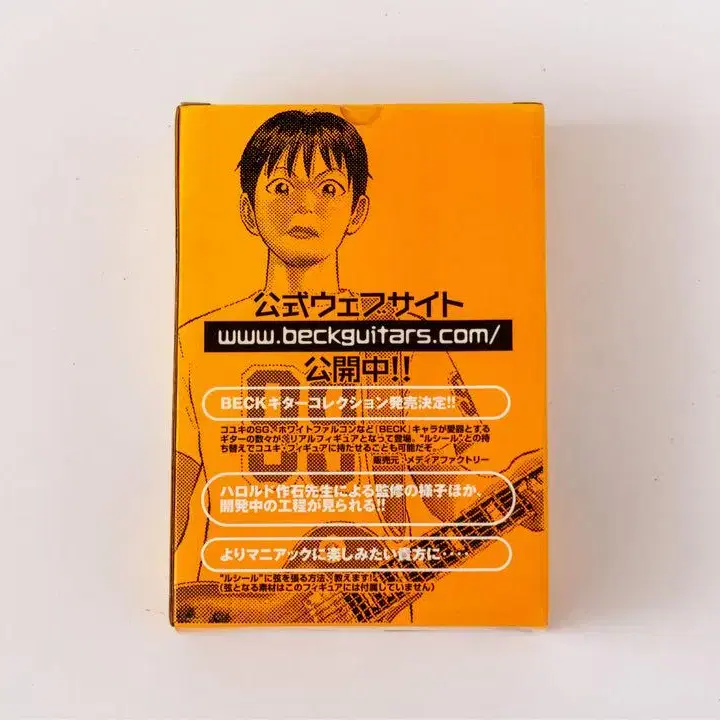 公式ウェブサイト
www.beckguitars.com/
公開中!!
BECKギターコレクション発売決定!!
コユキのSG、ホワイトファルコンなど「BECK」キャラが愛器とする
ギターの数々が、リアルフィギュアとなって登場。“ルシール”との持
ち替えでコユキ・フィギュアに持たせることも可能だぞ。
販売元：メディアファクトリー
ハロルド作石先生による監修の様子ほか、
開発中の工程が見られる!!
よりマニアックに楽しみたい貴方に‥‥
“ルシール”に弦を張る方法、教えます!
(弦となる素材はこのフィギュアには付属していません)